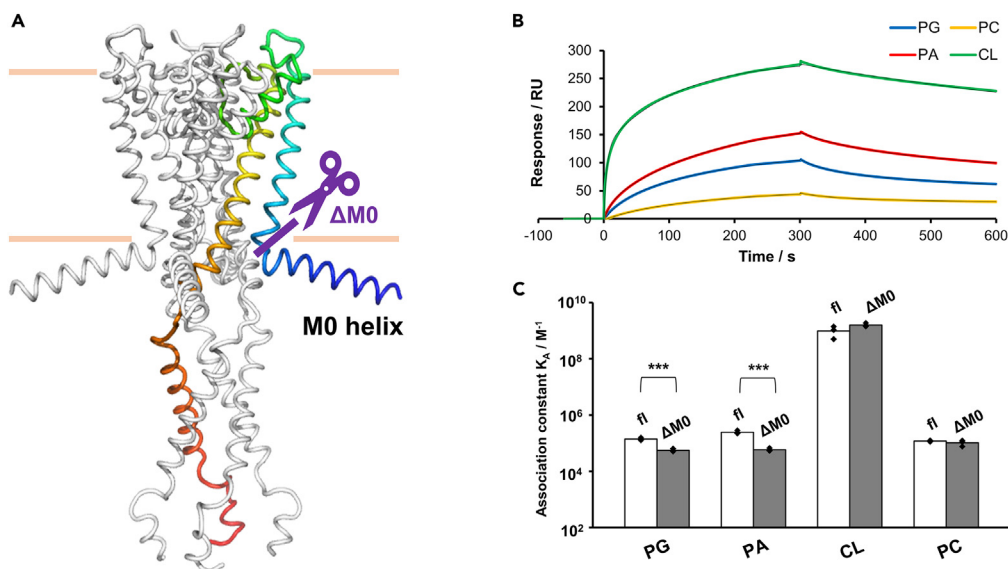 A
ΔM0
M0 helix
B
PG PC
PA CL
Response / RU
300
250
200
150
100
50
0
-100 0 100 200 300 400 500 600
Time / s
C
Association constant K_A / M⁻¹
10¹⁰
10⁸
10⁶
10⁴
10²
fl ΔM0
***
fl ΔM0
***
fl ΔM0
fl ΔM0
PG PA CL PC